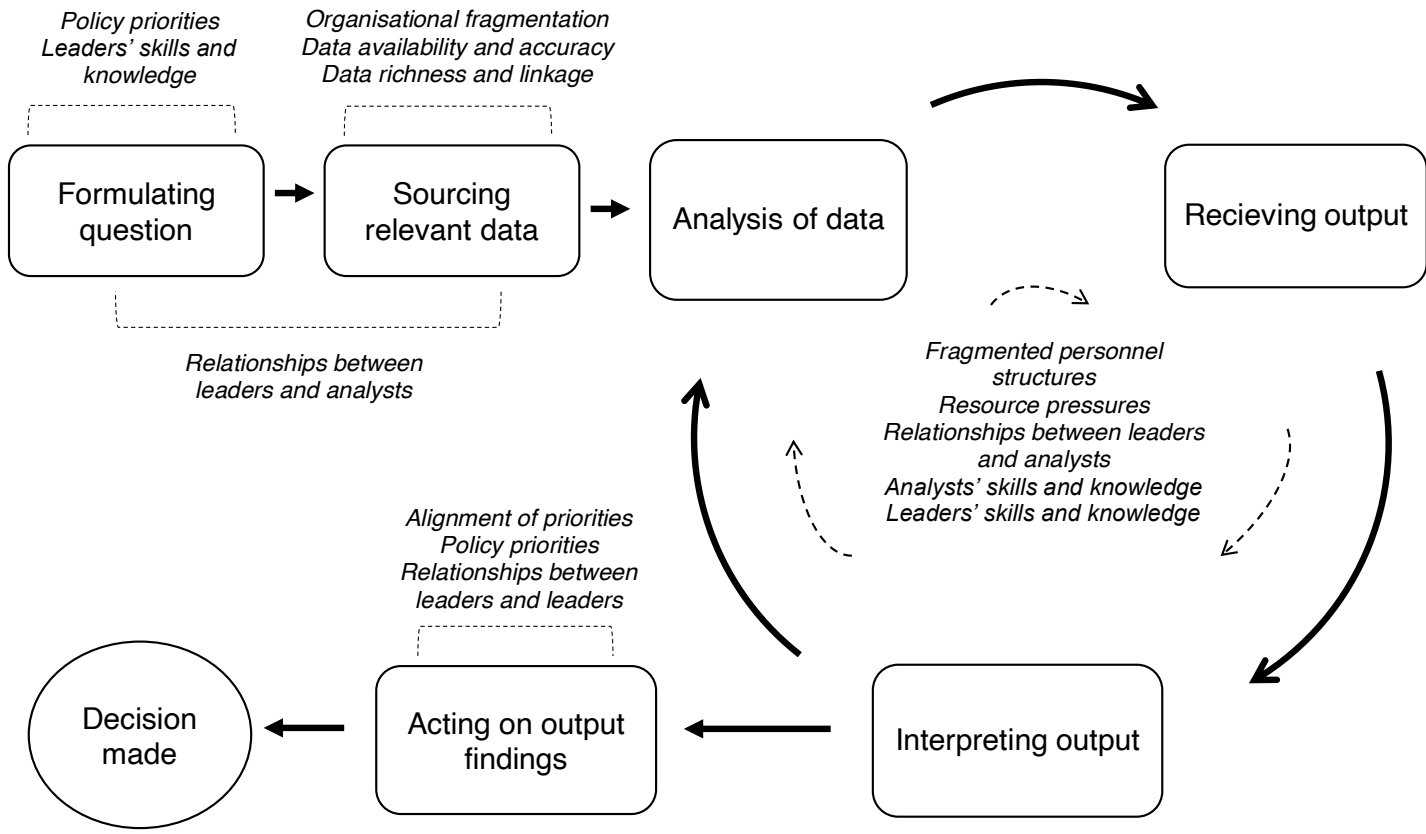 Policy priorities
Leaders’ skills and
knowledge
Organisational fragmentation
Data availability and accuracy
Data richness and linkage
Formulating
question
Sourcing
relevant data
Analysis of data
Recieving output
Relationships between
leaders and analysts
Fragmented personnel
structures
Resource pressures
Relationships between leaders
and analysts
Analysts’ skills and knowledge
Leaders’ skills and knowledge
Alignment of priorities
Policy priorities
Relationships between
leaders and leaders
Decision
made
Acting on output
findings
Interpreting output